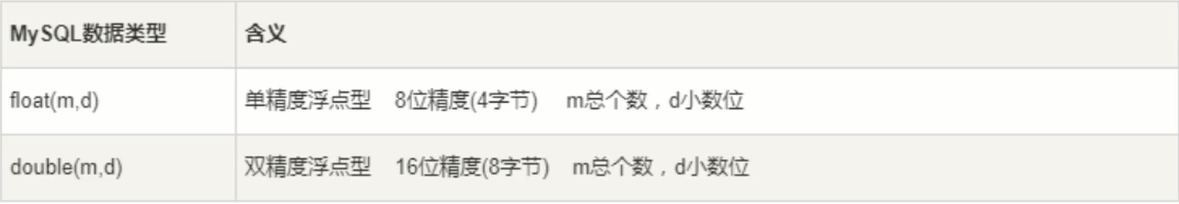 MySQL数据类型 含义
float(m,d) 单精度浮点型 8位精度(4字节) m总个数，d小数位
double(m,d) 双精度浮点型 16位精度(8字节) m总个数，d小数位